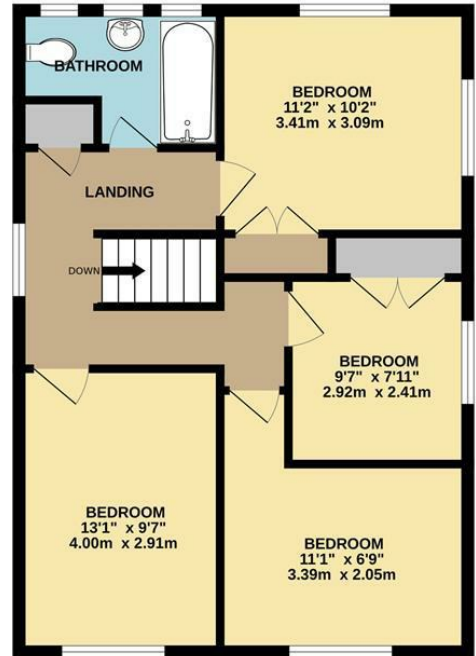 BATHROOM
BEDROOM
11'2" x 10'2"
3.41m x 3.09m
LANDING
DOWN
BEDROOM
9'7" x 7'11"
2.92m x 2.41m
BEDROOM
13'1" x 9'7"
4.00m x 2.91m
BEDROOM
11'1" x 6'9"
3.39m x 2.05m